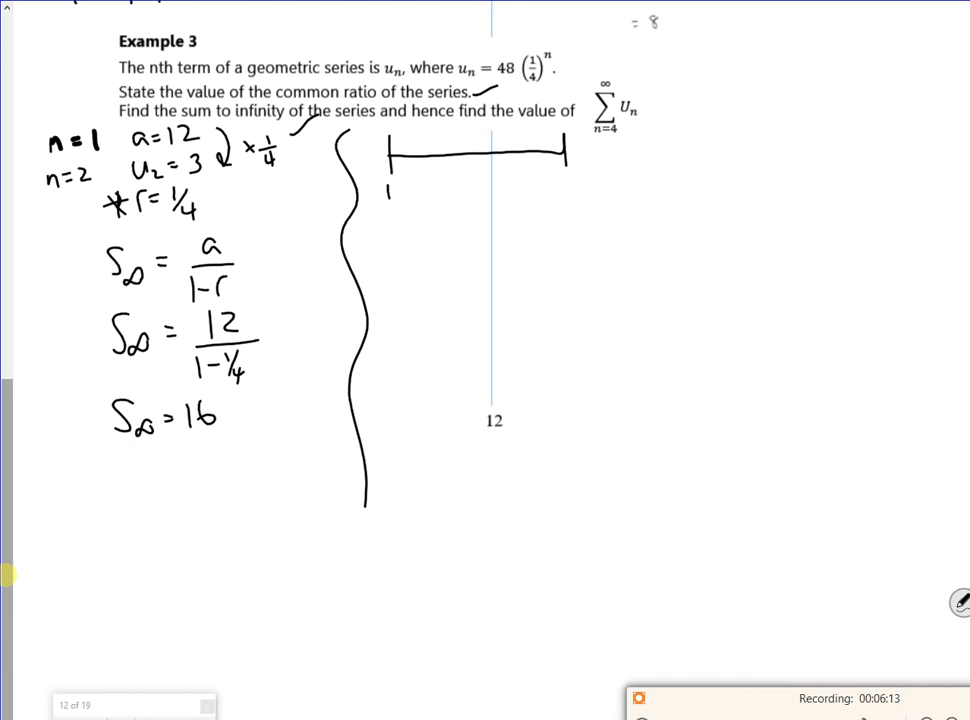 = 8
Example 3
The nth term of a geometric series is uₙ, where uₙ = 48 (1/4)ⁿ.
State the value of the common ratio of the series.
Find the sum to infinity of the series and hence find the value of ∑_{n=4}^{∞} Uₙ
n = 1 a = 12
n = 2 u₂ = 3 × 1/4
* r = 1/4
S∞ = a/(1-r)
S∞ = 12/(1-1/4)
S∞ = 16
1
12
12 of 19
Recording: 00:06:13